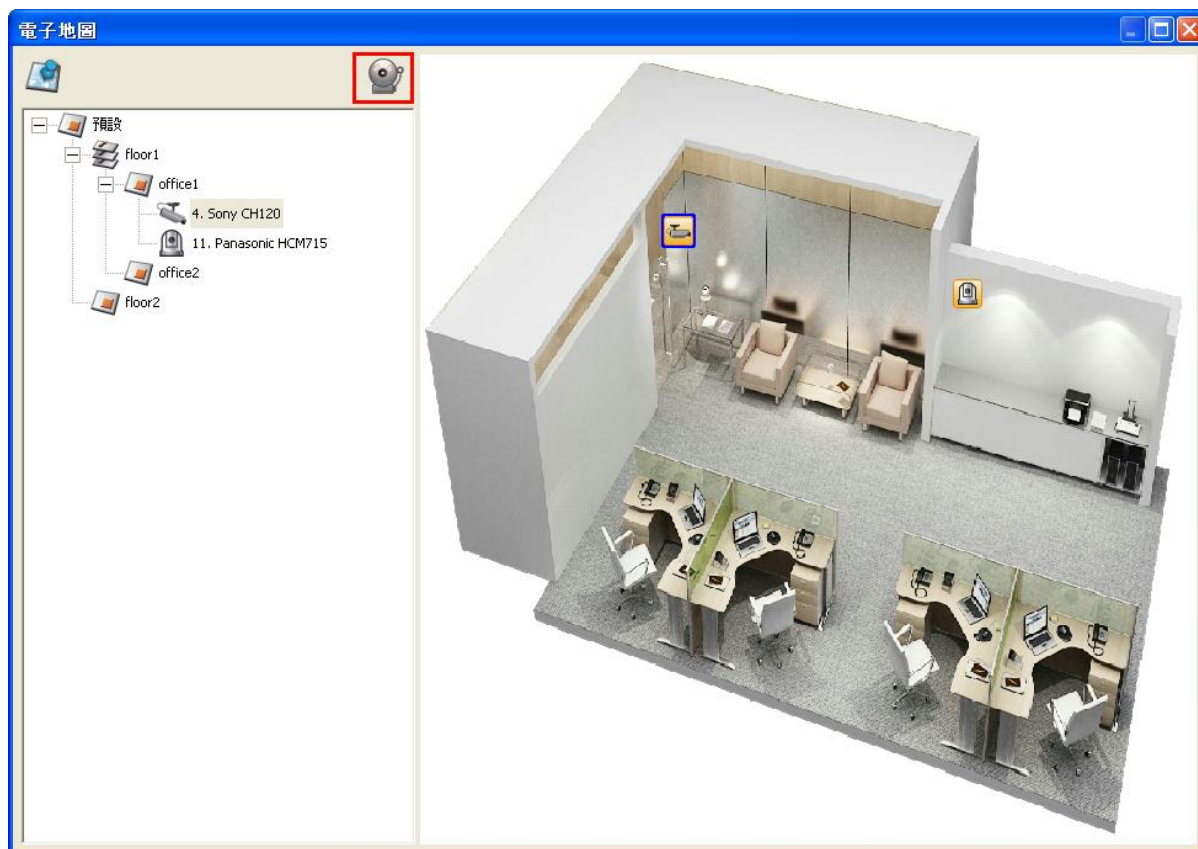 電子地圖
預設
floor1
office1
4. Sony CH120
11. Panasonic HCM715
office2
floor2